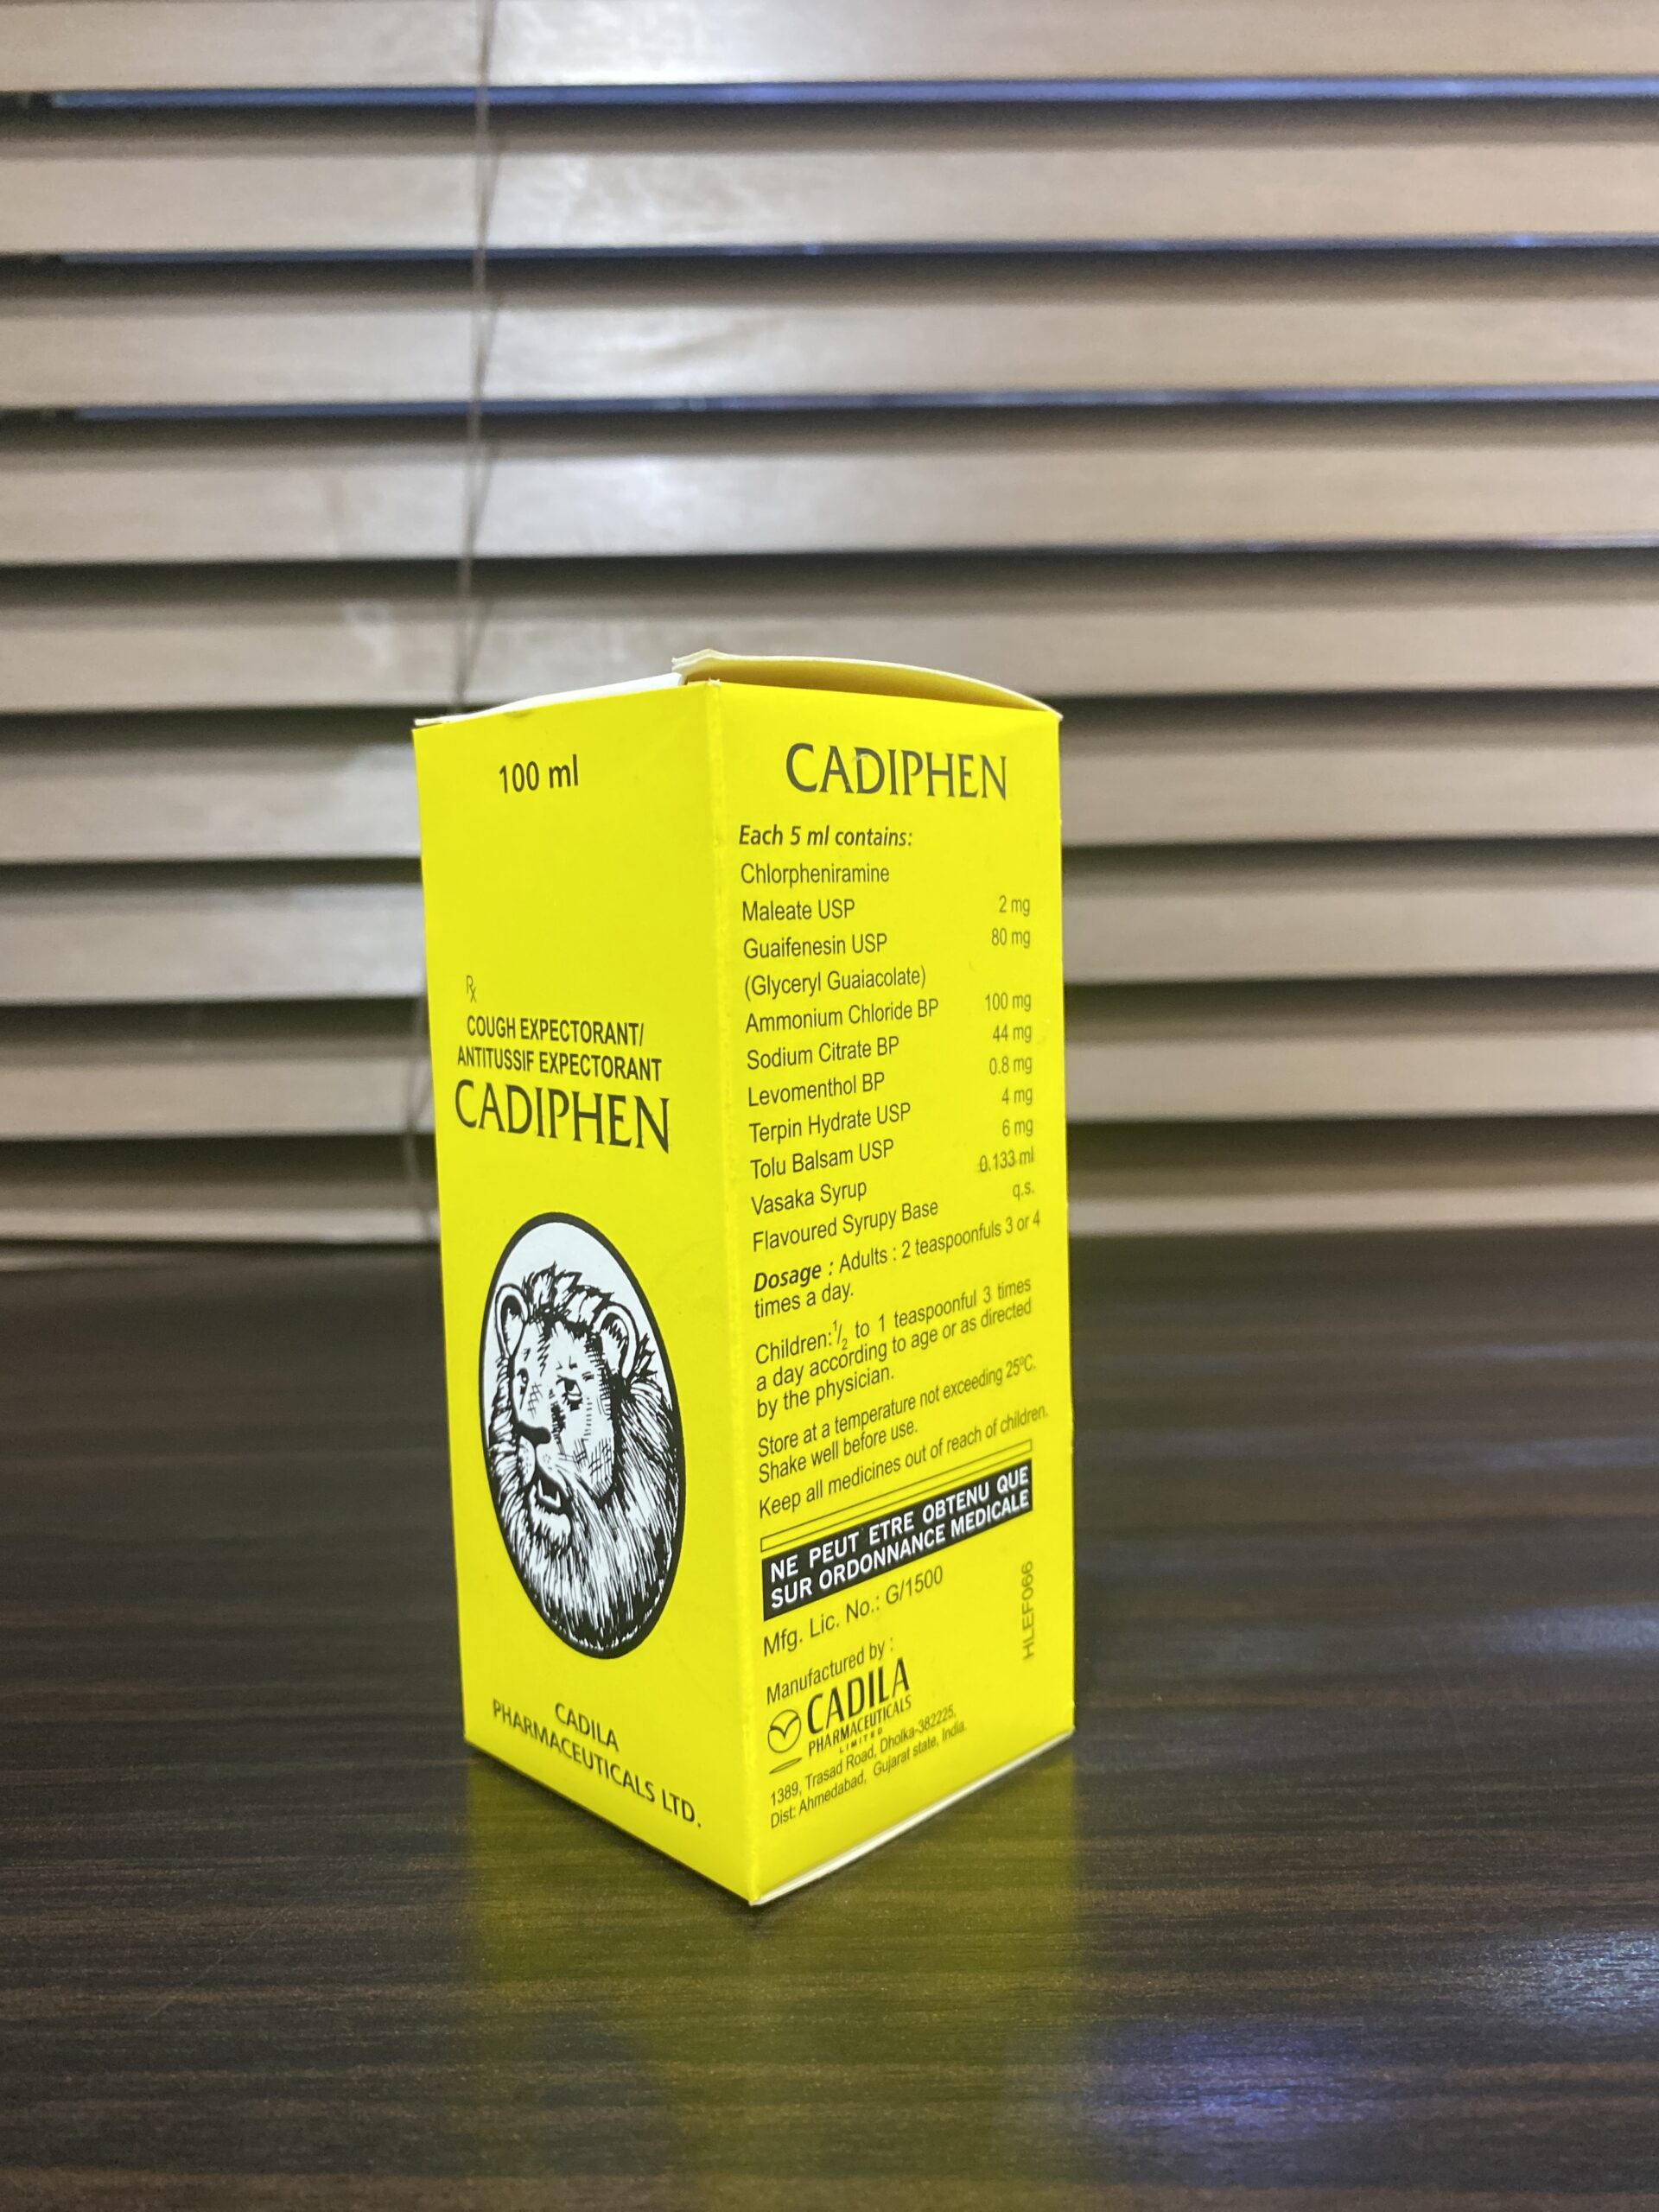 100 ml
Rx
COUGH EXPECTORANT/
ANTITUSSIF EXPECTORANT
CADIPHEN
CADILA
PHARMACEUTICALS LTD.
CADIPHEN
Each 5 ml contains:
Chlorpheniramine
Maleate USP 2 mg
Guaifenesin USP 80 mg
(Glyceryl Guaiacolate)
Ammonium Chloride BP 100 mg
Sodium Citrate BP 44 mg
Levomenthol BP 0.8 mg
Terpin Hydrate USP 4 mg
Tolu Balsam USP 6 mg
Vasaka Syrup 0.133 ml
Flavoured Syrupy Base q.s.
Dosage : Adults : 2 teaspoonfuls 3 or 4
times a day.
Children: 1/2 to 1 teaspoonful 3 times
a day according to age or as directed
by the physician.
Store at a temperature not exceeding 25ºC.
Shake well before use.
Keep all medicines out of reach of children.
NE PEUT ETRE OBTENU QUE
SUR ORDONNANCE MEDICALE
Mfg. Lic. No.: G/1500
Manufactured by :
CADILA
PHARMACEUTICALS
LIMITED
1389, Trasad Road, Dholka-382225,
Dist: Ahmedabad, Gujarat state, India.
HLEF066